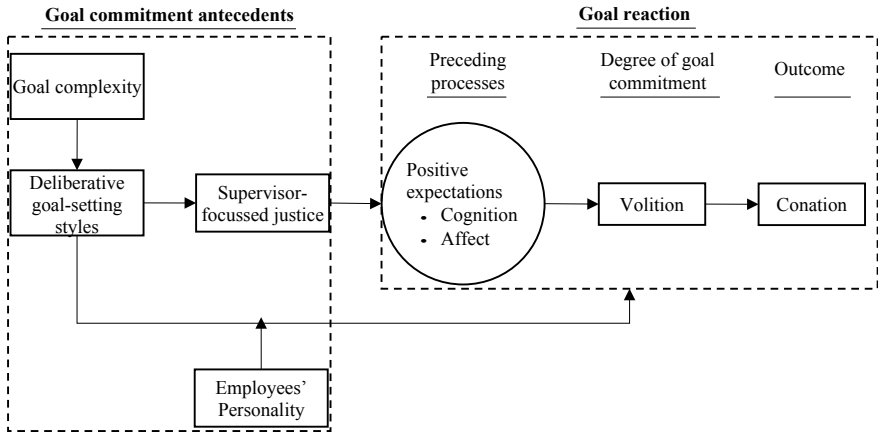 Goal commitment antecedents
Goal reaction
Goal complexity
Deliberative
goal-setting
styles
Supervisor-
focussed justice
Employees’
Personality
Preceding
processes
Degree of goal
commitment
Outcome
Positive
expectations
• Cognition
• Affect
Volition
Conation